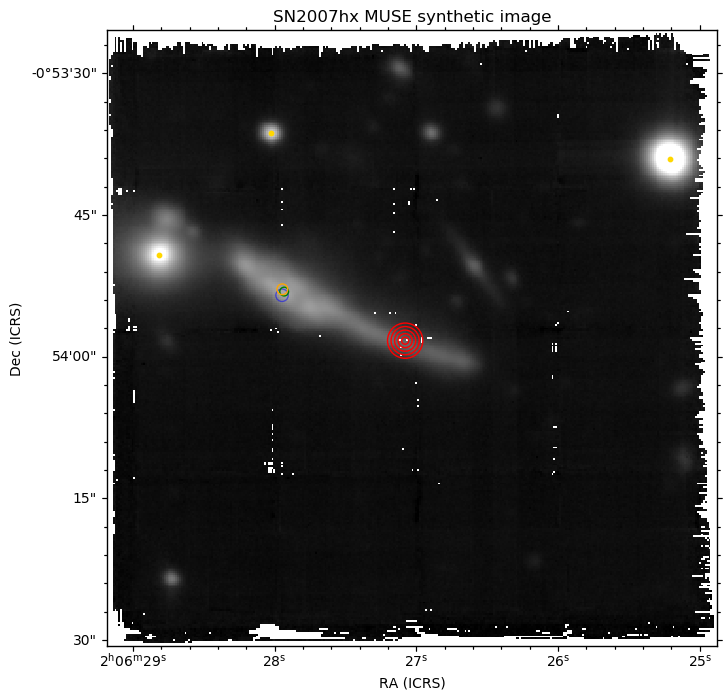 SN2007hx MUSE synthetic image
-0°53'30"
45"
54'00"
15"
30"
Dec (ICRS)
2ʰ06ᵐ29ˢ
28ˢ
27ˢ
26ˢ
25ˢ
RA (ICRS)